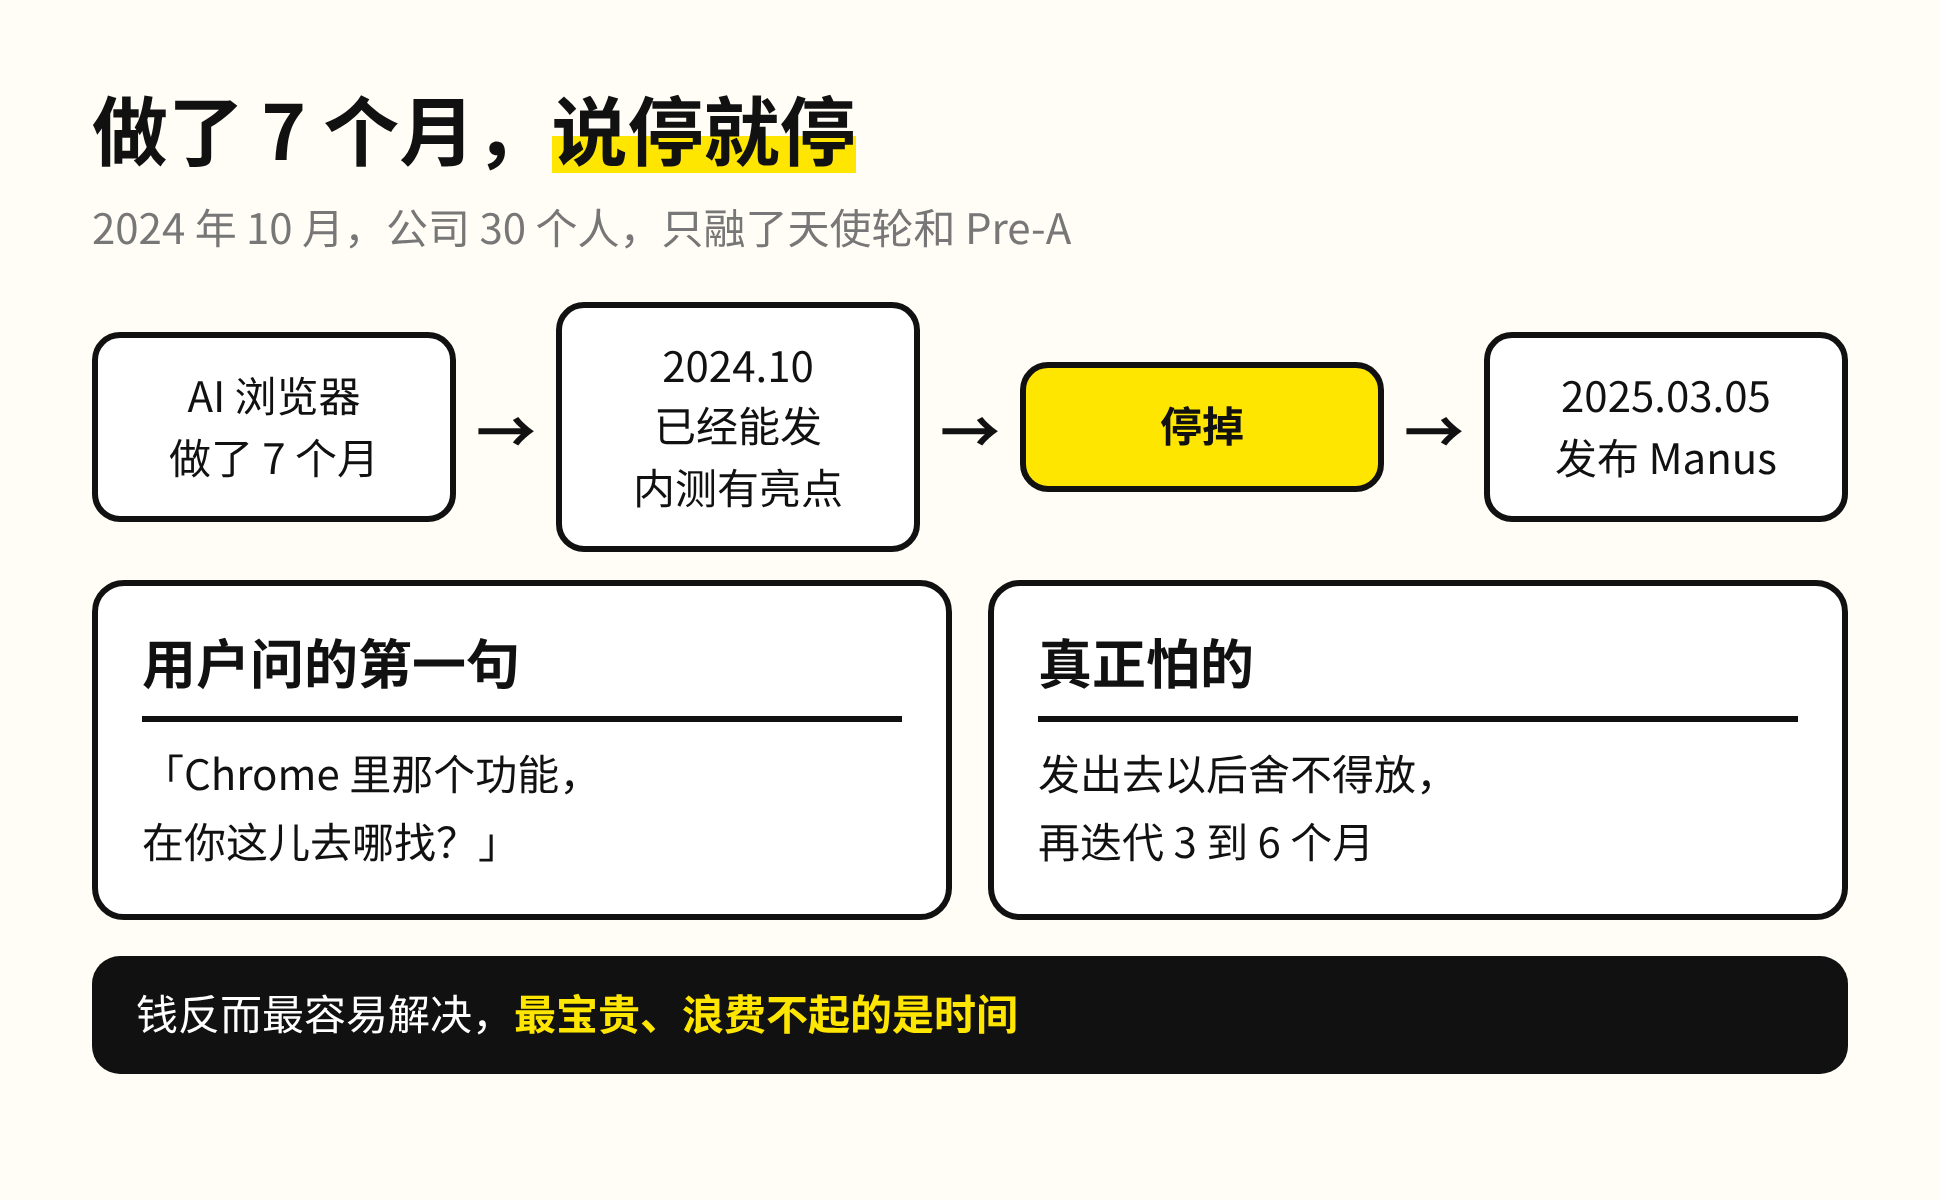 做了 7 个月，说停就停
2024 年 10 月，公司 30 个人，只融了天使轮和 Pre-A
AI 浏览器
做了 7 个月
→
2024.10
已经能发
内测有亮点
→
停掉
→
2025.03.05
发布 Manus
用户问的第一句
「Chrome 里那个功能，
在你这儿去哪找？」
真正怕的
发出去以后舍不得放，
再迭代 3 到 6 个月
钱反而最容易解决，最宝贵、浪费不起的是时间